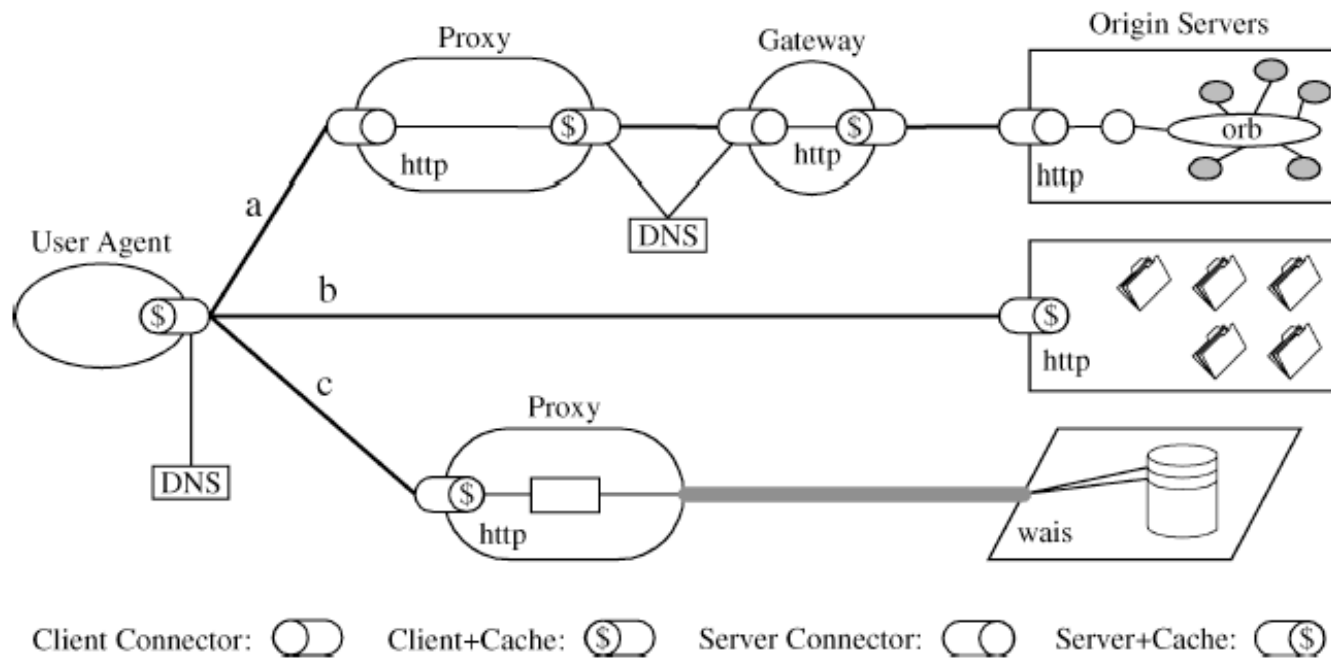 Proxy
Gateway
Origin Servers
$
$
orb
http
http
http
a
DNS
User Agent
b
$
$
http
c
Proxy
DNS
$
http
wais
Client Connector:
Client+Cache: $
Server Connector:
Server+Cache: $